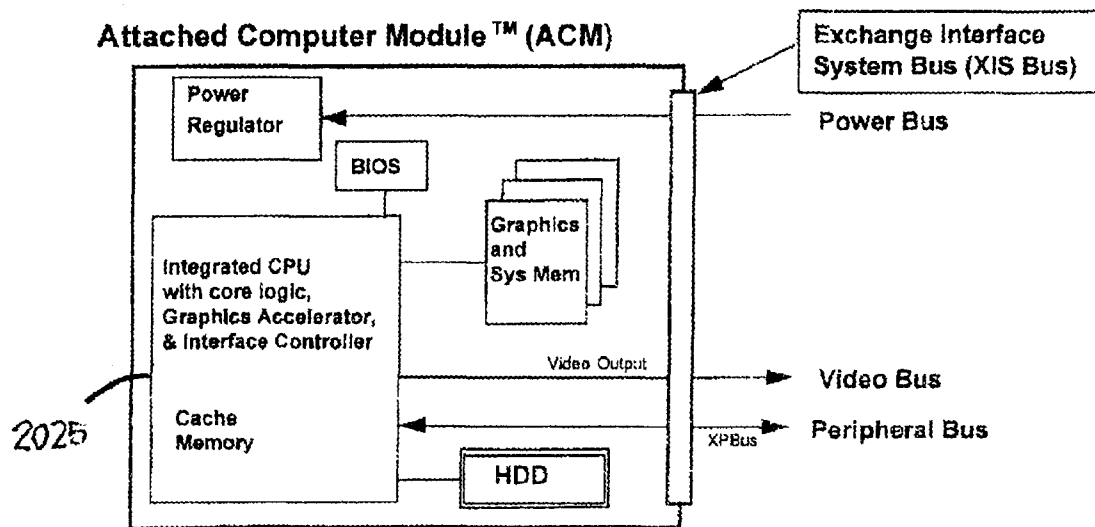 Attached Computer Module™ (ACM)
Exchange Interface
System Bus (XIS Bus)
Power
Regulator
Power Bus
BIOS
Graphics
and
Sys Mem
Integrated CPU
with core logic,
Graphics Accelerator,
& Interface Controller
Video Output
Video Bus
2025
Cache
Memory
XPBus
Peripheral Bus
HDD